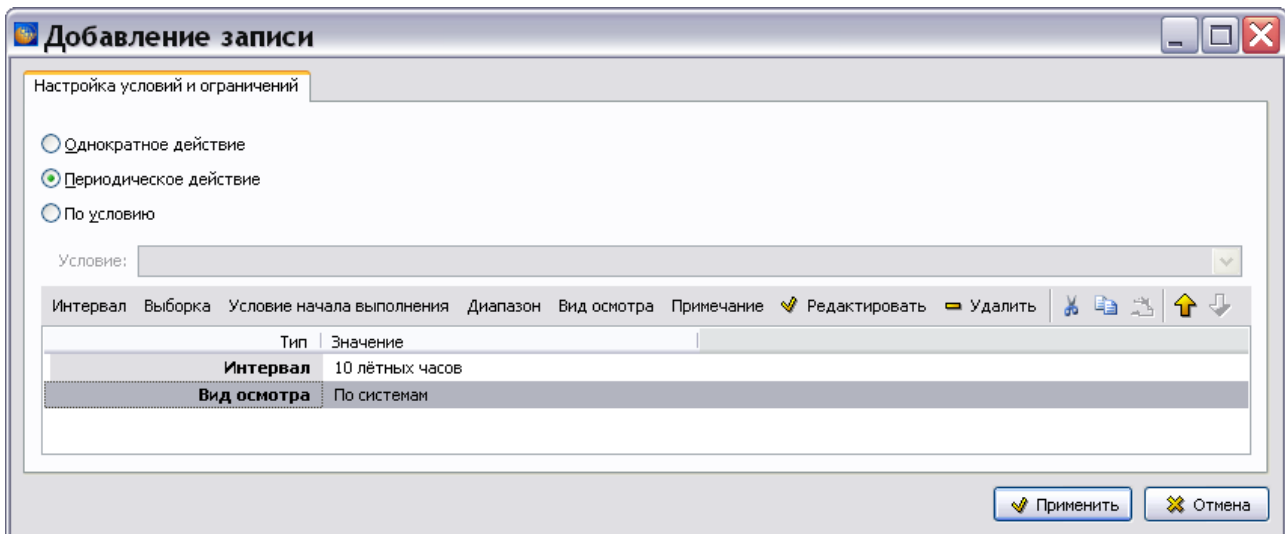 Добавление записи
Настройка условий и ограничений
Однократное действие
Периодическое действие
По условию
Условие:
Интервал Выборка Условие начала выполнения Диапазон Вид осмотра Примечание Редактировать Удалить
Тип Значение
Интервал 10 лётных часов
Вид осмотра По системам
Применить Отмена